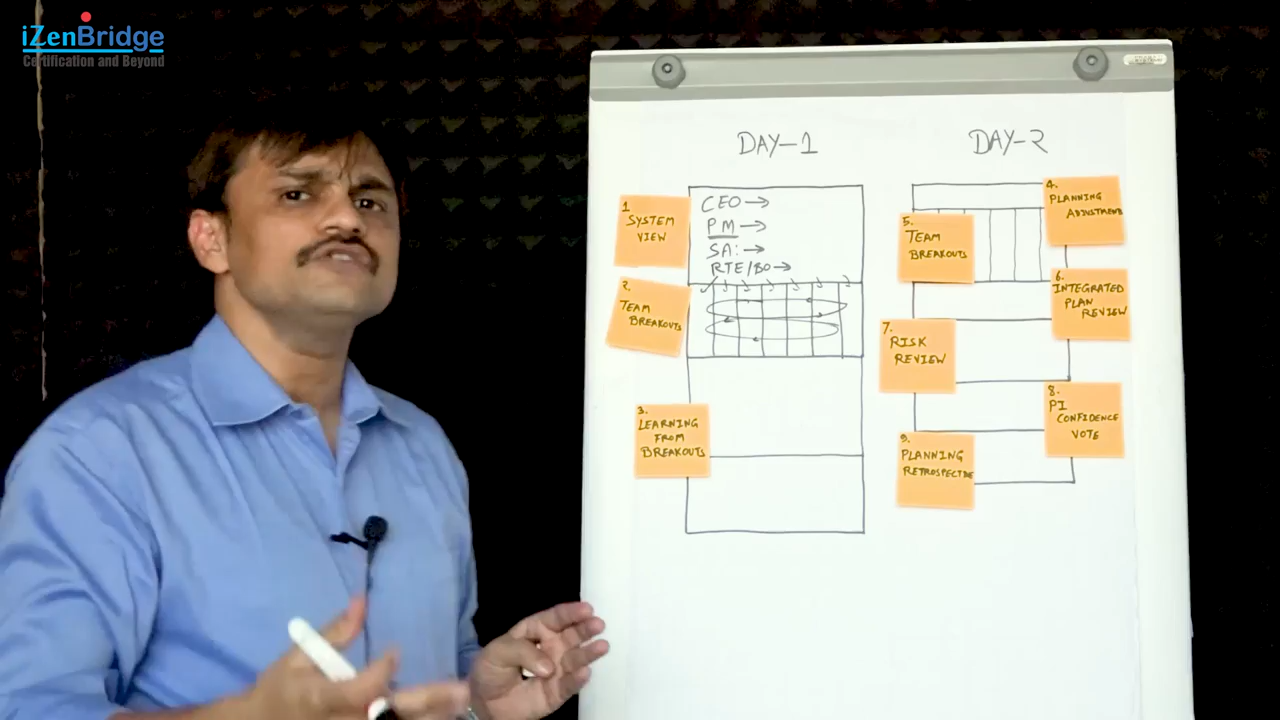 iZenBridge
Certification and Beyond
DAY-1
1
SYSTEM
VIEW
CEO→
PM→
SA:→
RTE/BO→
2.
TEAM
BREAKOUTS
3.
LEARNING
FROM
BREAKOUTS
DAY-2
4.
PLANNING
ADJUSTMENT
5.
TEAM
BREAKOUTS
6.
INTEGRATED
PLAN
REVIEW
7.
RISK
REVIEW
8.
PI
CONFIDENCE
VOTE
9.
PLANNING
RETROSPECTIVE